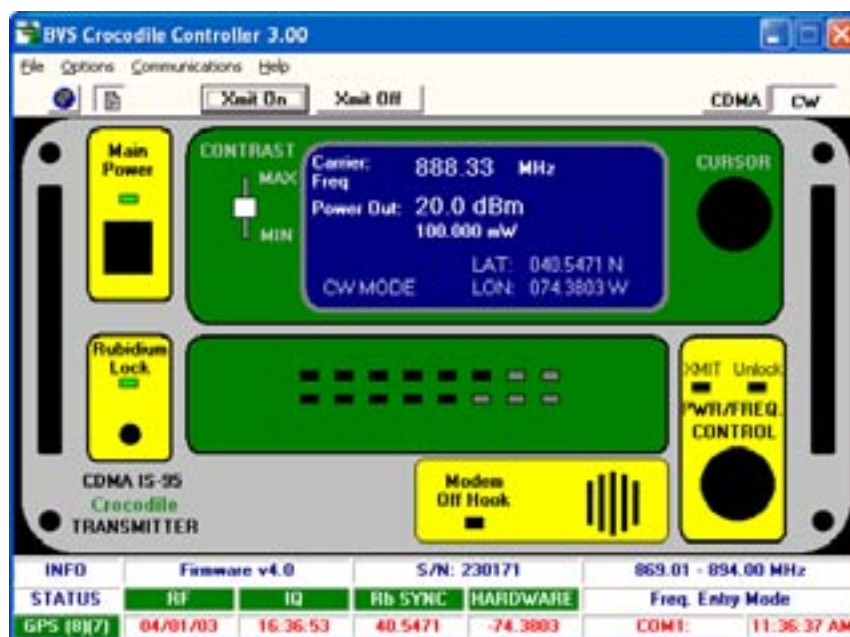 BVS Crocodile Controller 3.00
File Options Communications Help
Xmit On Xmit Off CDMA CW
Main
Power
CONTRAST
MAX
MIN
Carrier: 888.33 MHz
Freq
Power Out: 20.0 dBm
100.000 mW
LAT: 040.5471 N
CW MODE LON: 074.3803 W
CURSOR
Rubidium
Lock
XMIT Unlock
PWR/FREQ.
CONTROL
CDMA IS-95
Crocodile
TRANSMITTER
Modem
Off Hook
INFO Firmware v4.0 S/N: 230171 869.01 - 894.00 MHz
STATUS RF IQ Rb SYNC HARDWARE Freq. Entry Mode
GPS (8)(7) 04/01/03 16:36:53 40.5471 -74.3803 COM1: 11:36:37 AM